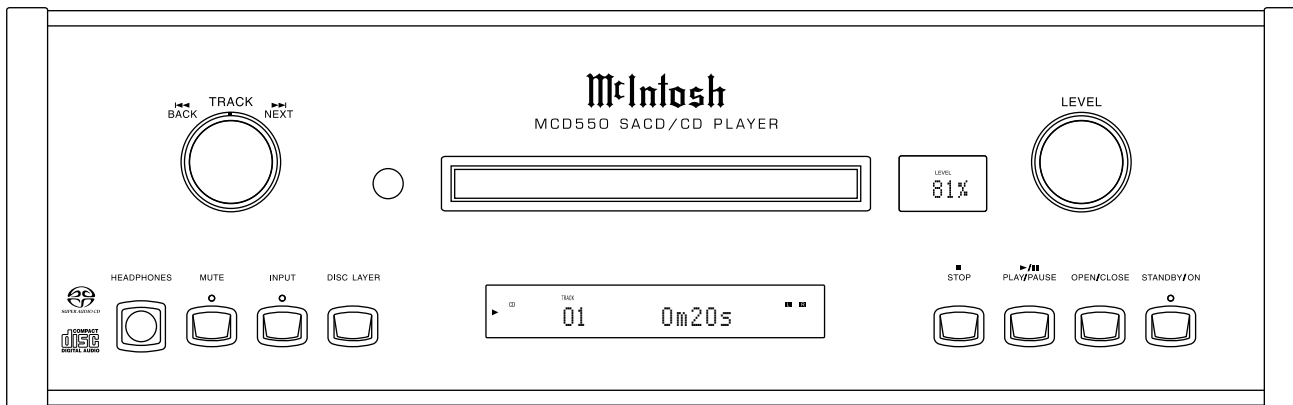 McIntosh
MCD550 SACD/CD PLAYER
TRACK
BACK
NEXT
LEVEL
LEVEL
81%
HEADPHONES
MUTE
INPUT
DISC LAYER
STOP
PLAY/PAUSE
OPEN/CLOSE
STANDBY/ON
SUPER AUDIO CD
COMPACT
disc
DIGITAL AUDIO
CD
TRACK
01
0m20s
L R